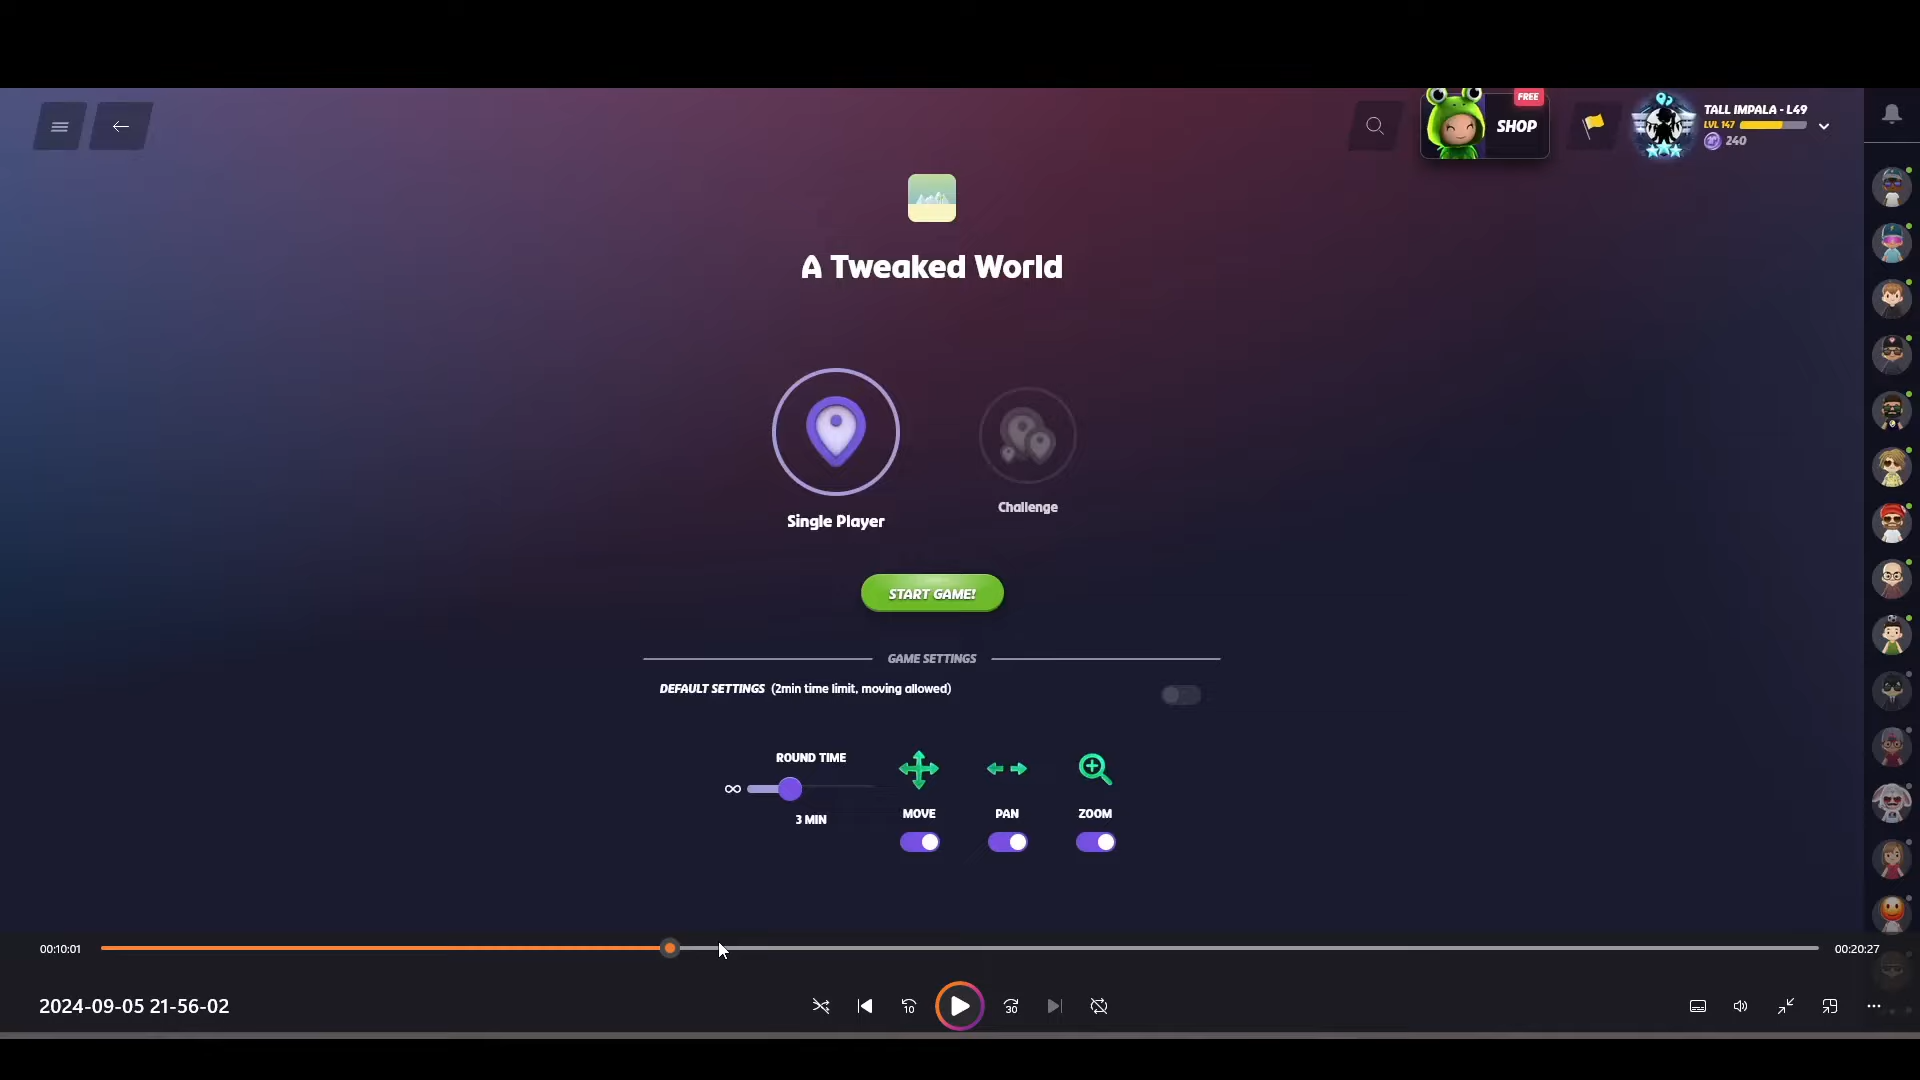 FREE
SHOP
TALL IMPALA - L49
LVL 147
240
A Tweaked World
Single Player
Challenge
START GAME!
GAME SETTINGS
DEFAULT SETTINGS (2min time limit, moving allowed)
ROUND TIME
∞
3 MIN
MOVE
PAN
ZOOM
00:10:01
00:20:27
2024-09-05 21-56-02
10
30